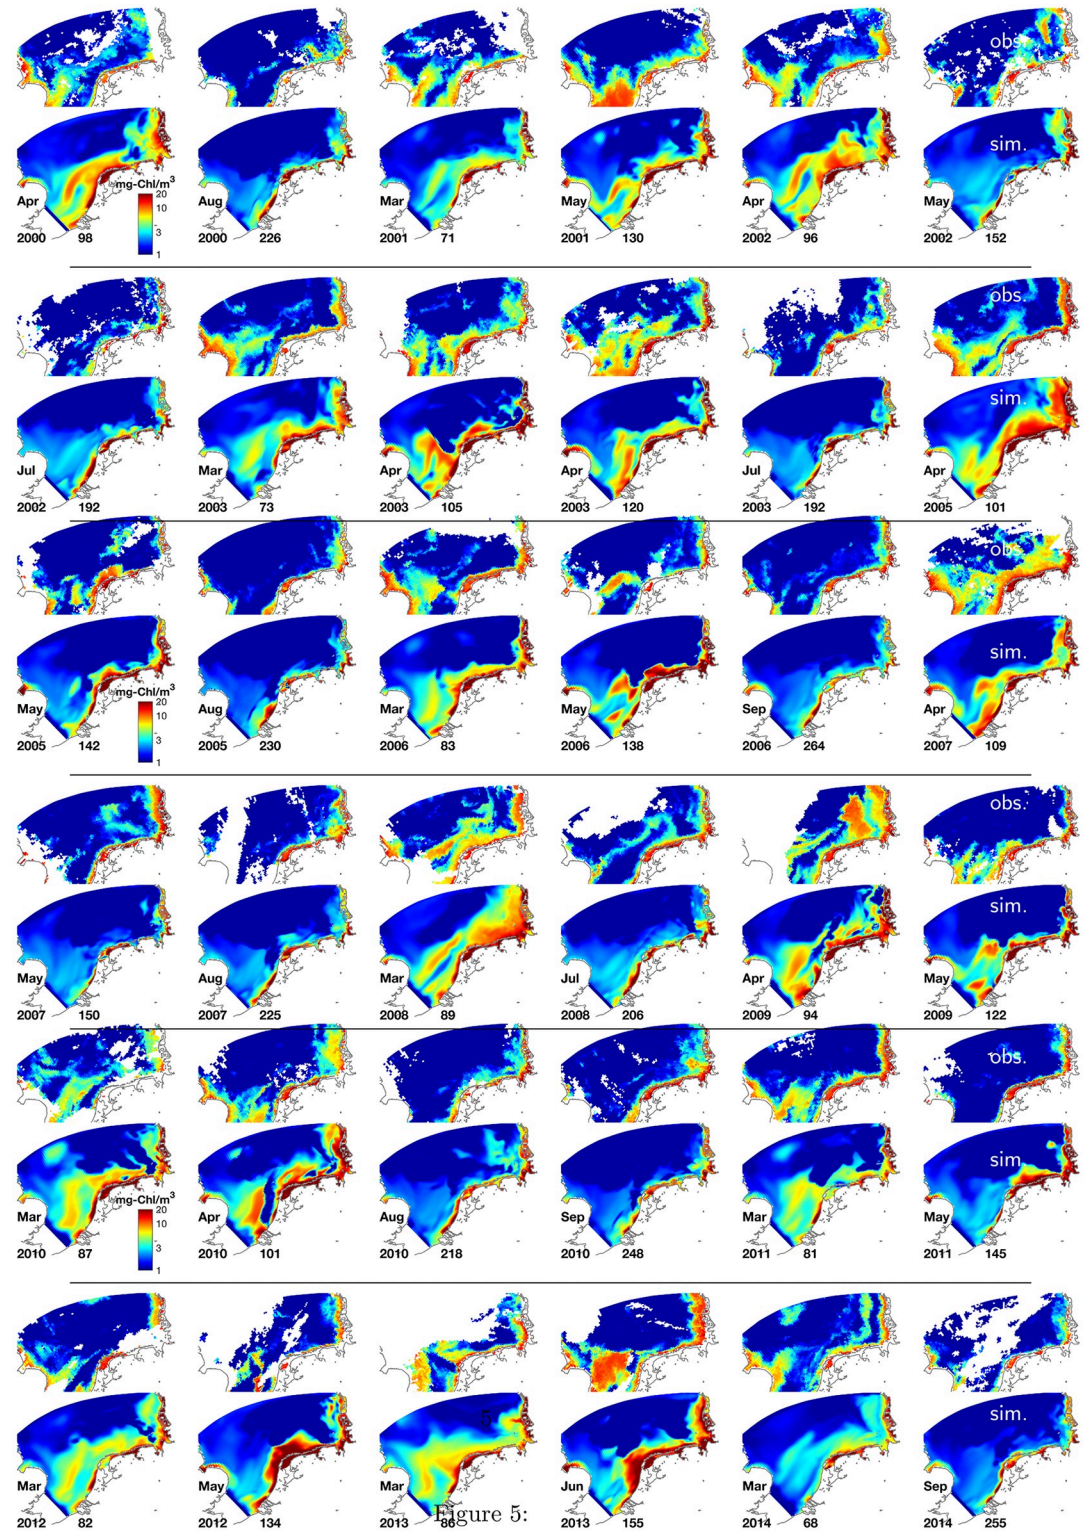 obs.
sim.
mg-Chl/m³
20
10
3
1
Apr Aug Mar May Apr May
2000 98 2000 226 2001 71 2001 130 2002 96 2002 152
obs.
sim.
Jul Mar Apr Apr Jul Apr
2002 192 2003 73 2003 105 2003 120 2003 192 2005 101
obs.
sim.
mg-Chl/m³
20
10
3
1
May Aug Mar May Sep Apr
2005 142 2005 230 2006 83 2006 138 2006 264 2007 109
obs.
sim.
May Aug Mar Jul Apr May
2007 150 2007 225 2008 89 2008 206 2009 94 2009 122
obs.
sim.
mg-Chl/m³
20
10
3
1
Mar Apr Aug Sep Mar May
2010 87 2010 101 2010 218 2010 248 2011 81 2011 145
sim.
5
Mar May Aug Jun Mar Sep
2012 82 2012 134 2013 86 2013 155 2014 68 2014 255
Figure 5: